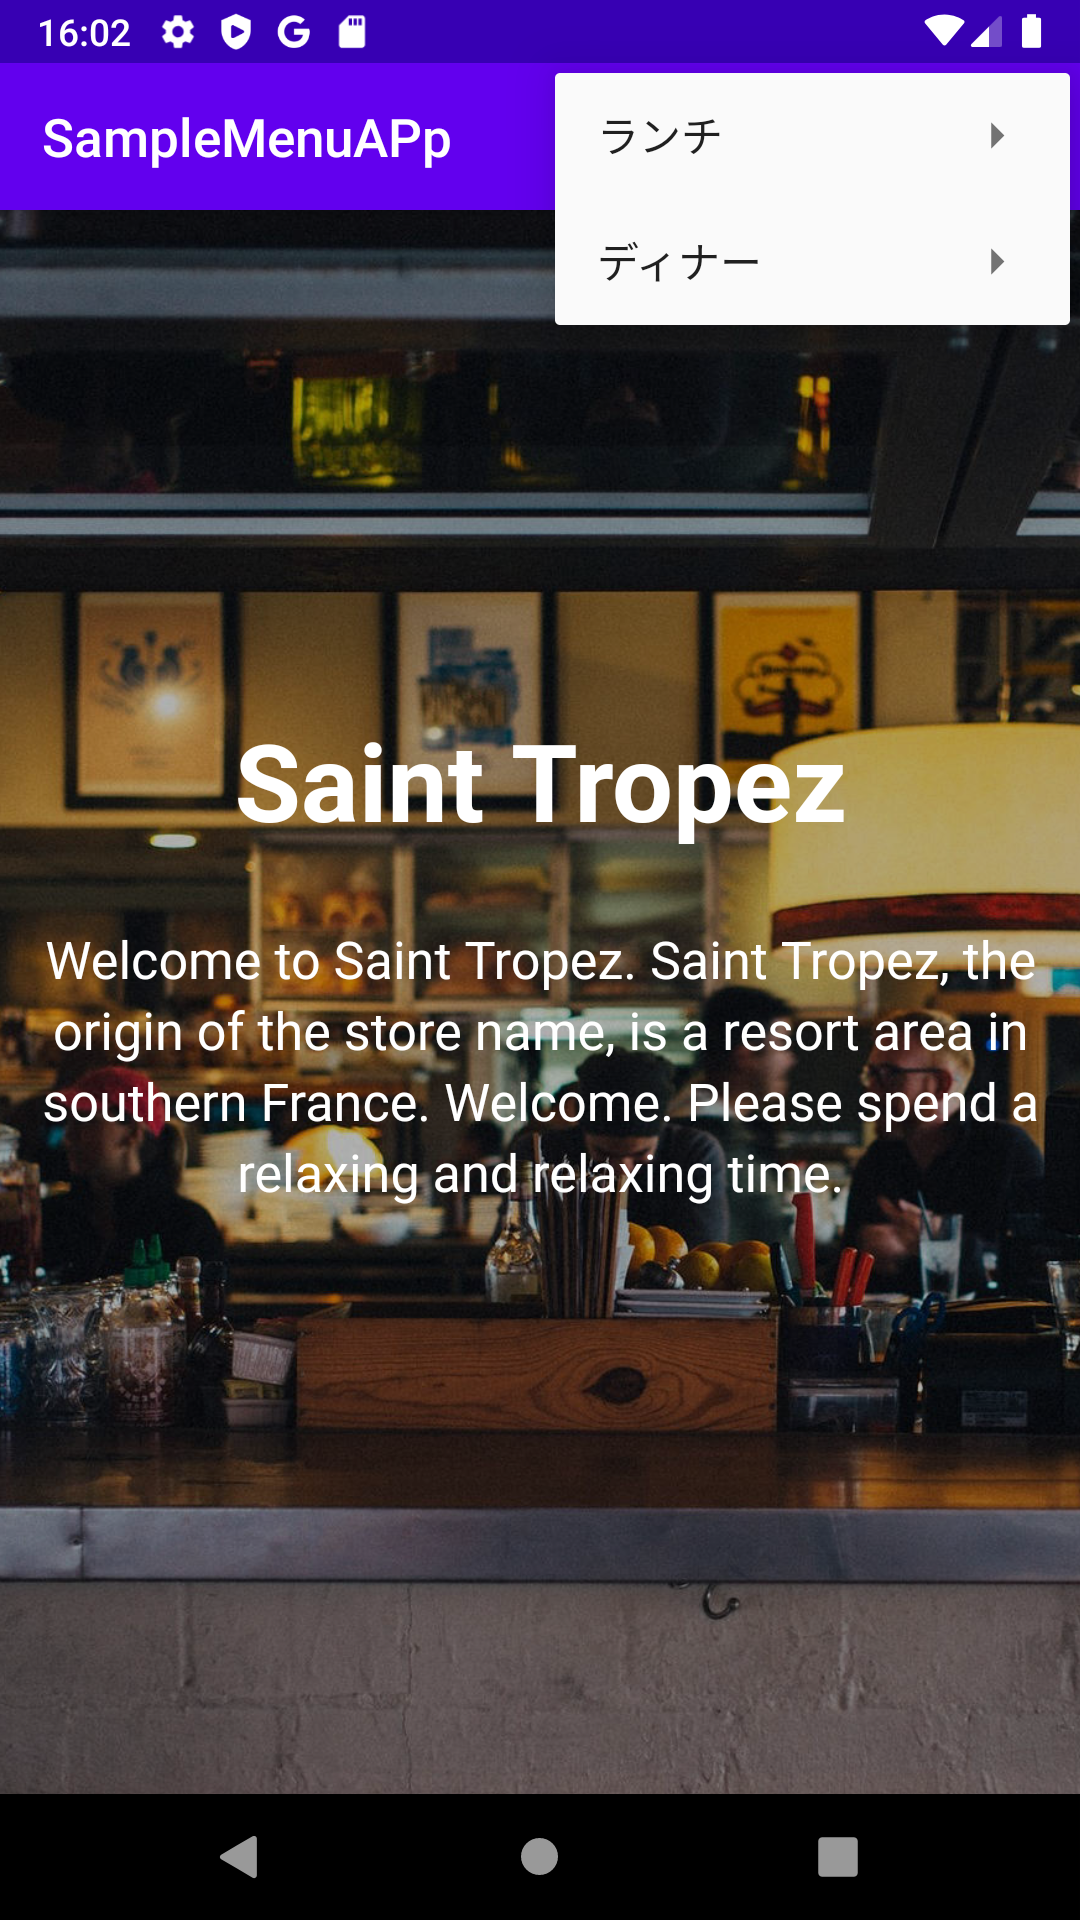 16:02
SampleMenuAPp
ランチ
ディナー
Saint Tropez
Welcome to Saint Tropez. Saint Tropez, the
origin of the store name, is a resort area in
southern France. Welcome. Please spend a
relaxing and relaxing time.